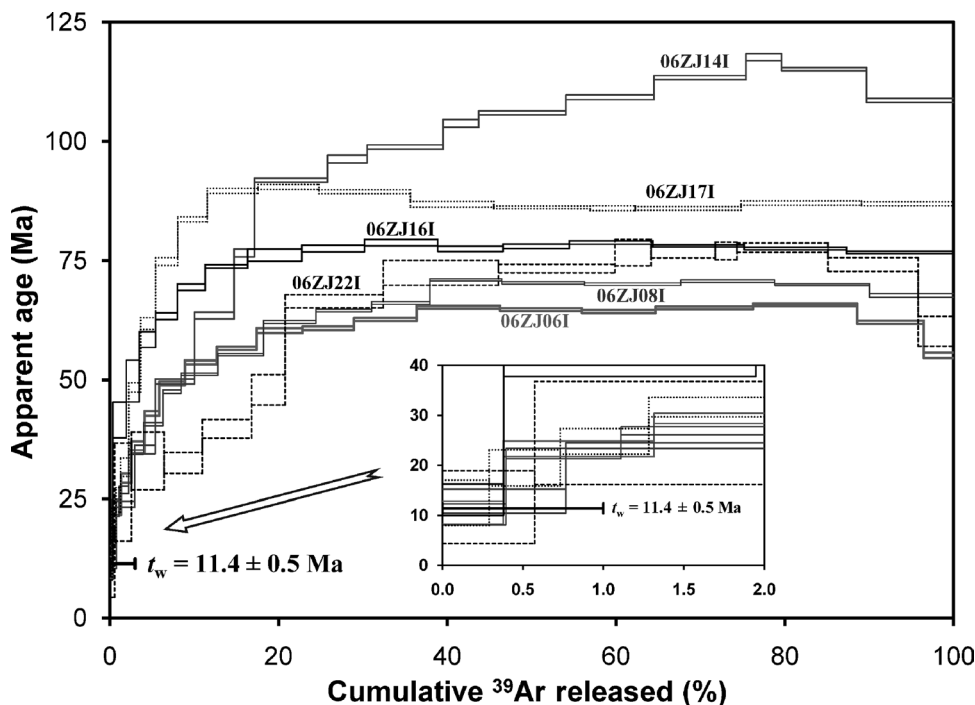 125
100
75
50
25
0
Apparent age (Ma)
06ZJ14I
06ZJ17I
06ZJ16I
06ZJ22I
06ZJ08I
06ZJ06I
40
30
20
10
0
tw = 11.4 ± 0.5 Ma
0.0 0.5 1.0 1.5 2.0
tw = 11.4 ± 0.5 Ma
0 20 40 60 80 100
Cumulative ³⁹Ar released (%)